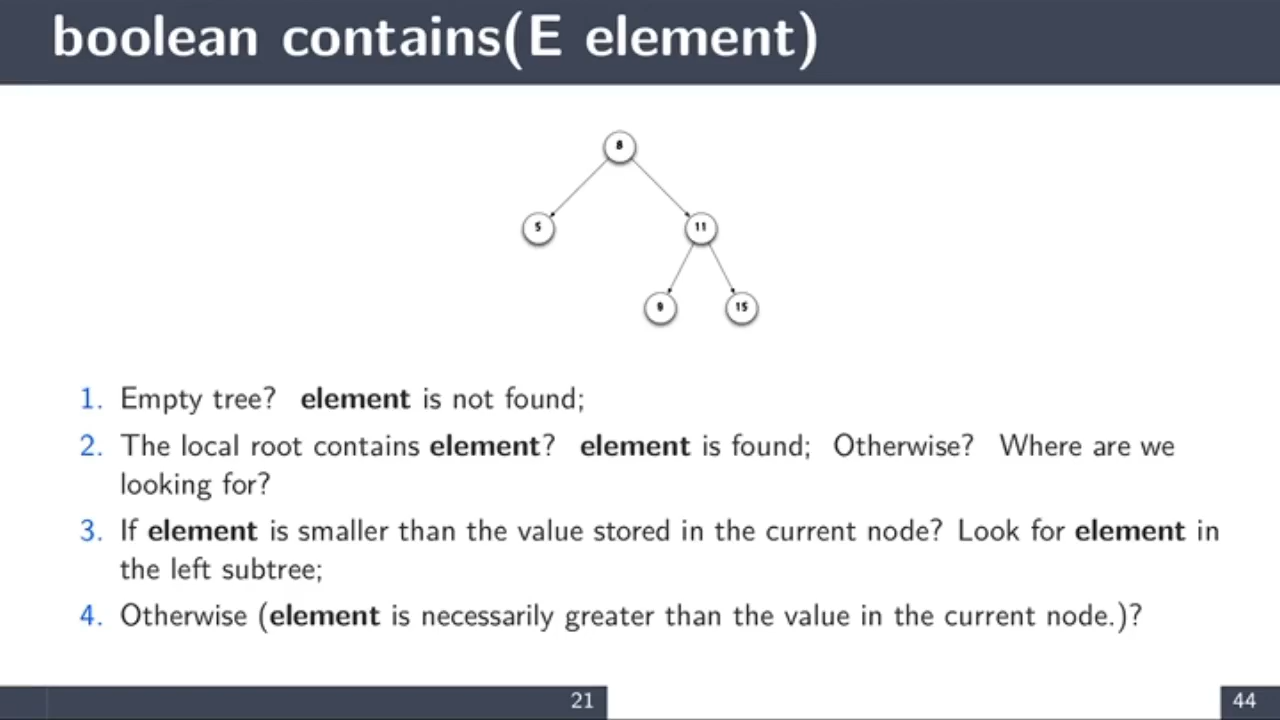 boolean contains(E element)
8
5
11
9
15
1. Empty tree? element is not found;
2. The local root contains element? element is found; Otherwise? Where are we
looking for?
3. If element is smaller than the value stored in the current node? Look for element in
the left subtree;
4. Otherwise (element is necessarily greater than the value in the current node.)?
21
44